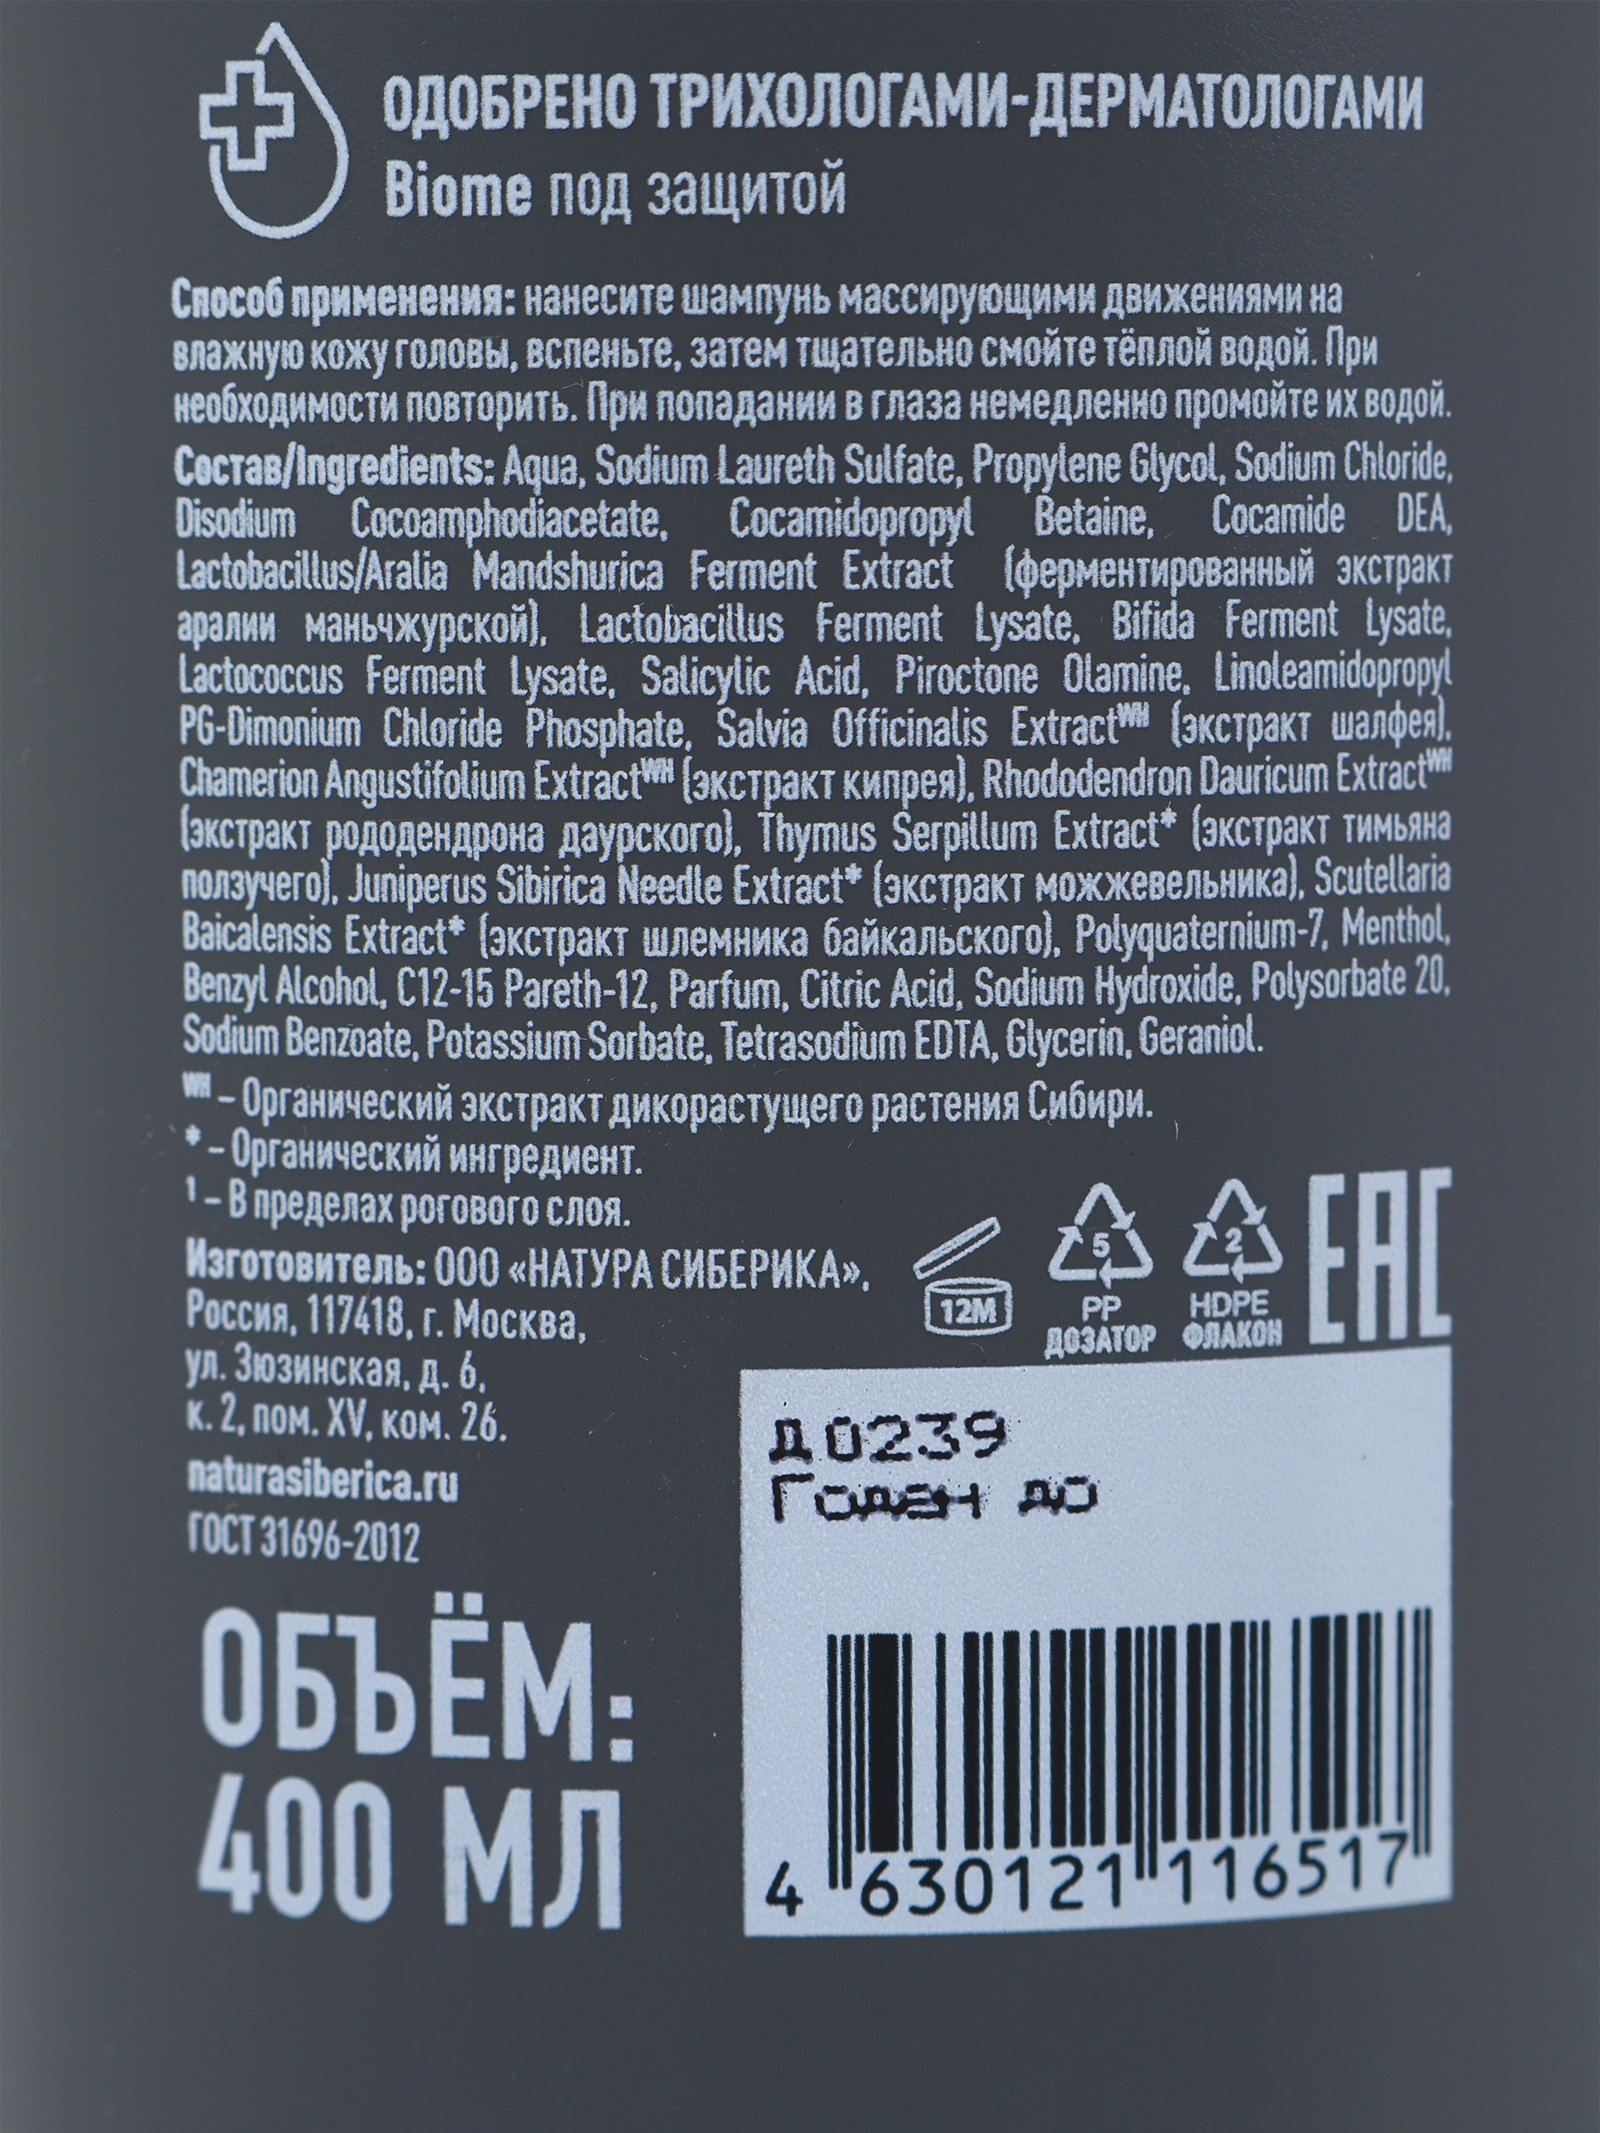 ОДОБРЕНО ТРИХОЛОГАМИ-ДЕРМАТОЛОГАМИ
Biome под защитой
Способ применения: нанесите шампунь массирующими движениями на
влажную кожу головы, вспеньте, затем тщательно смойте тёплой водой. При
необходимости повторить. При попадании в глаза немедленно промойте их водой.
Состав/Ingredients: Aqua, Sodium Laureth Sulfate, Propylene Glycol, Sodium Chloride,
Disodium Cocoamphodiacetate, Cocamidopropyl Betaine, Cocamide DEA,
Lactobacillus/Aralia Mandshurica Ferment Extract (ферментированный экстракт
аралии маньчжурской), Lactobacillus Ferment Lysate, Bifida Ferment Lysate,
Lactococcus Ferment Lysate, Salicylic Acid, Piroctone Olamine, Linoleamidopropyl
PG-Dimonium Chloride Phosphate, Salvia Officinalis Extract^WH (экстракт шалфея),
Chamerion Angustifolium Extract^WH (экстракт кипрея), Rhododendron Dauricum Extract^WH
(экстракт рододендрона даурского), Thymus Serpillum Extract* (экстракт тимьяна
ползучего), Juniperus Sibirica Needle Extract* (экстракт можжевельника), Scutellaria
Baicalensis Extract* (экстракт шлемника байкальского), Polyquaternium-7, Menthol,
Benzyl Alcohol, C12-15 Pareth-12, Parfum, Citric Acid, Sodium Hydroxide, Polysorbate 20,
Sodium Benzoate, Potassium Sorbate, Tetrasodium EDTA, Glycerin, Geraniol.
WH – Органический экстракт дикорастущего растения Сибири.
* – Органический ингредиент.
¹ – В пределах рогового слоя.
Изготовитель: ООО «НАТУРА СИБЕРИКА»,
Россия, 117418, г. Москва,
ул. Зюзинская, д. 6,
к. 2, пом. XV, ком. 26.
naturasiberica.ru
ГОСТ 31696-2012
12M
5
PP
ДОЗАТОР
2
HDPE
ФЛАКОН
EAC
ОБЪЁМ:
400 МЛ
Д0239
Годен до
4 630121 116517